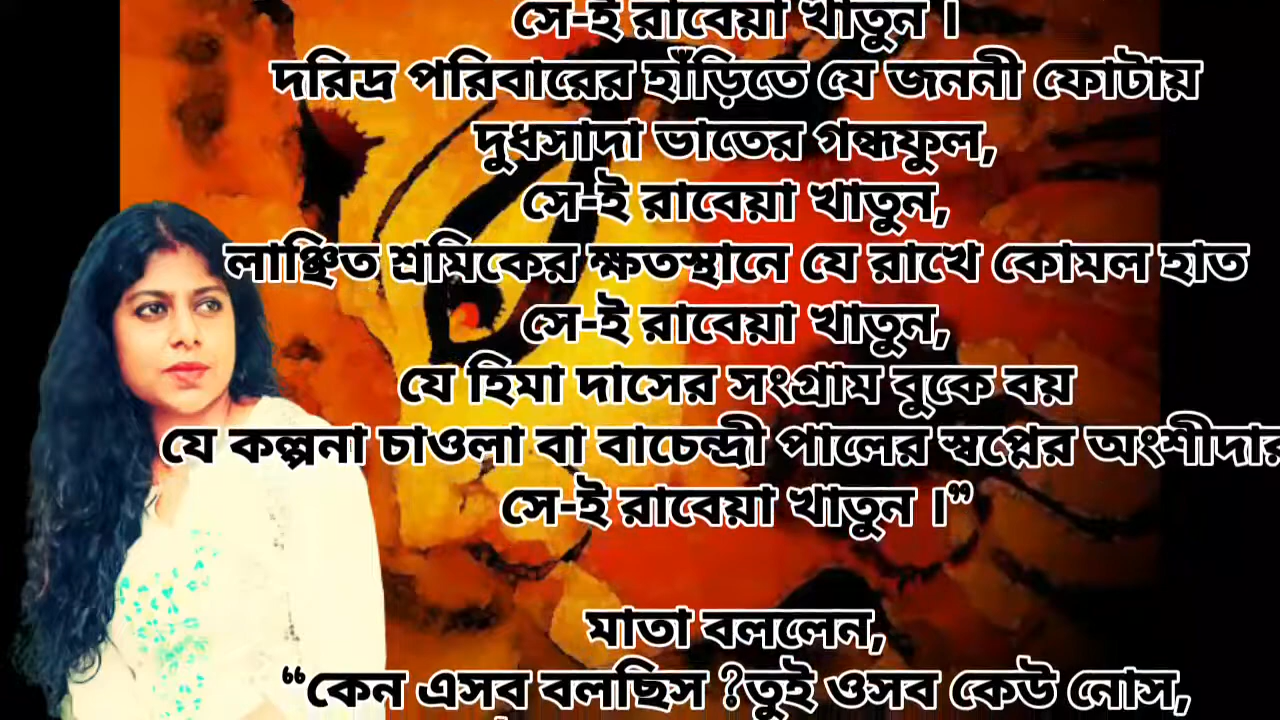 সে-ই রাবেয়া খাতুন ।
দরিদ্র পরিবারের হাঁড়িতে যে জননী ফোটায়
দুধসাদা ভাতের গন্ধফুল,
সে-ই রাবেয়া খাতুন,
লাঞ্ছিত শ্রমিকের ক্ষতস্থানে যে রাখে কোমল হাত
সে-ই রাবেয়া খাতুন,
যে হিমা দাসের সংগ্রাম বুকে বয়
যে কল্পনা চাওলা বা বাচেন্দ্রী পালের স্বপ্নের অংশীদার
সে-ই রাবেয়া খাতুন ।”
মাতা বললেন,
“কেন এসব বলছিস ?তুই ওসব কেউ নোস,